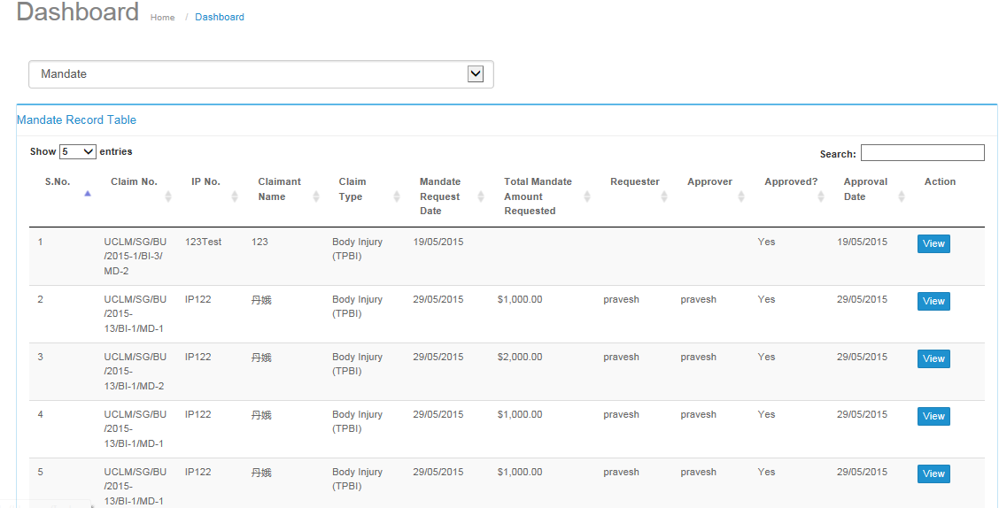 Dashboard Home / Dashboard
Mandate
Mandate Record Table
Show 5 entries Search:
S.No. Claim No. IP No. Claimant Name Claim Type Mandate Request Date Total Mandate Amount Requested Requester Approver Approved? Approval Date Action
1 UCLM/SG/BU/2015-1/BI-3/MD-2 123Test 123 Body Injury (TPBI) 19/05/2015 Yes 19/05/2015 View
2 UCLM/SG/BU/2015-13/BI-1/MD-1 IP122 丹娥 Body Injury (TPBI) 29/05/2015 $1,000.00 pravesh pravesh Yes 29/05/2015 View
3 UCLM/SG/BU/2015-13/BI-1/MD-2 IP122 丹娥 Body Injury (TPBI) 29/05/2015 $2,000.00 pravesh pravesh Yes 29/05/2015 View
4 UCLM/SG/BU/2015-13/BI-1/MD-1 IP122 丹娥 Body Injury (TPBI) 29/05/2015 $1,000.00 pravesh pravesh Yes 29/05/2015 View
5 UCLM/SG/BU/2015-13/BI-1/MD-1 IP122 丹娥 Body Injury (TPBI) 29/05/2015 $1,000.00 pravesh pravesh Yes 29/05/2015 View